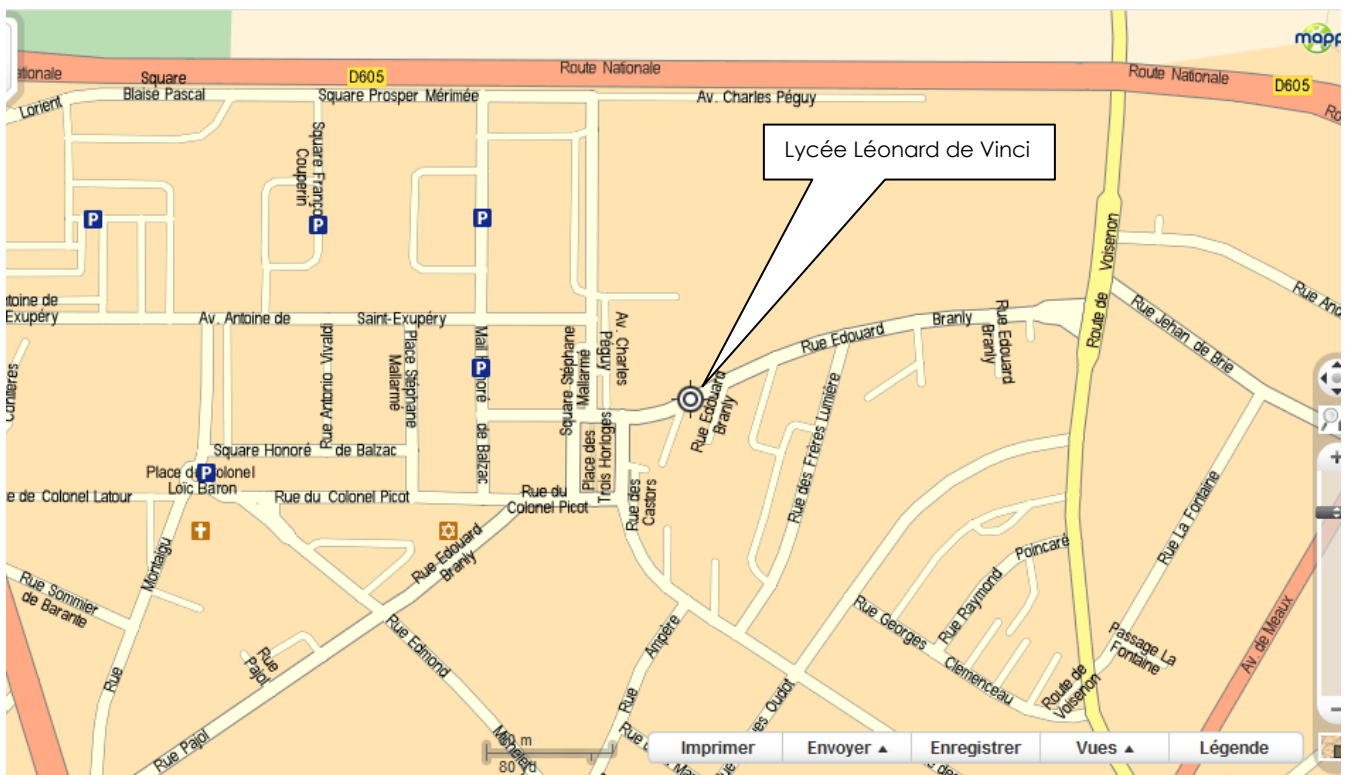 mapp
ationale
Square
Blaise Pascal
D605
Route Nationale
Route Nationale
D605
Lorient
Square Prosper Mérimée
Av. Charles Péguy
Square Franço
Couperin
Lycée Léonard de Vinci
P
P
P
Voisenon
Route de
toine de
Exupéry
Av. Antoine de
Saint-Exupéry
Rue Antonio Vivaldi
Place Stéphane
Mallarmé
Mail Honoré
P
de Balzac
Square Stéphane
Mallarmé
Av. Charles
Péguy
Rue Edouard
Branly
Rue Edouard
Branly
Rue Jehan de Brie
Rue Edouard
Branly
Rue des Frères Lumière
Square Honoré
de Balzac
Place des
Trois Horloges
Place du Colonel
Loïc Baron
P
e de Colonel Latour
Rue du Colonel Picot
Rue du
Colonel Picot
Rue des
Castors
Rue La Fontaine
Rue Edouard
Branly
Montaigu
Rue
Rue Sommier
de Barante
Rue Raymond
Poincaré
Rue Georges
Clemenceau
Rue Edmond
Michelet
Rue
Pajol
Rue
Ampère
Passage La
Fontaine
Av. de Meaux
Route de
Voisenon
Rue Pajol
Oudot
80 yd
Imprimer
Envoyer ▲
Enregistrer
Vues ▲
Légende